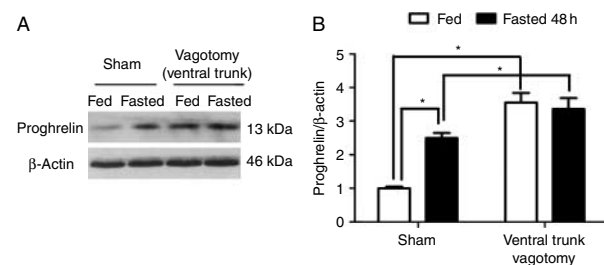 A
Sham
Vagotomy
(ventral trunk)
Fed Fasted Fed Fasted
Proghrelin
13 kDa
β-Actin
46 kDa
B
Fed
Fasted 48 h
Proghrelin/β-actin
5
4
3
2
1
0
*
*
*
Sham
Ventral trunk
vagotomy